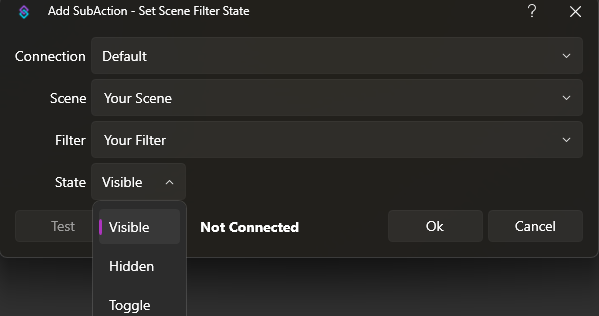 Add SubAction - Set Scene Filter State ?
Connection Default
Scene Your Scene
Filter Your Filter
State Visible
Test Visible Not Connected Ok Cancel
Hidden
Toggle